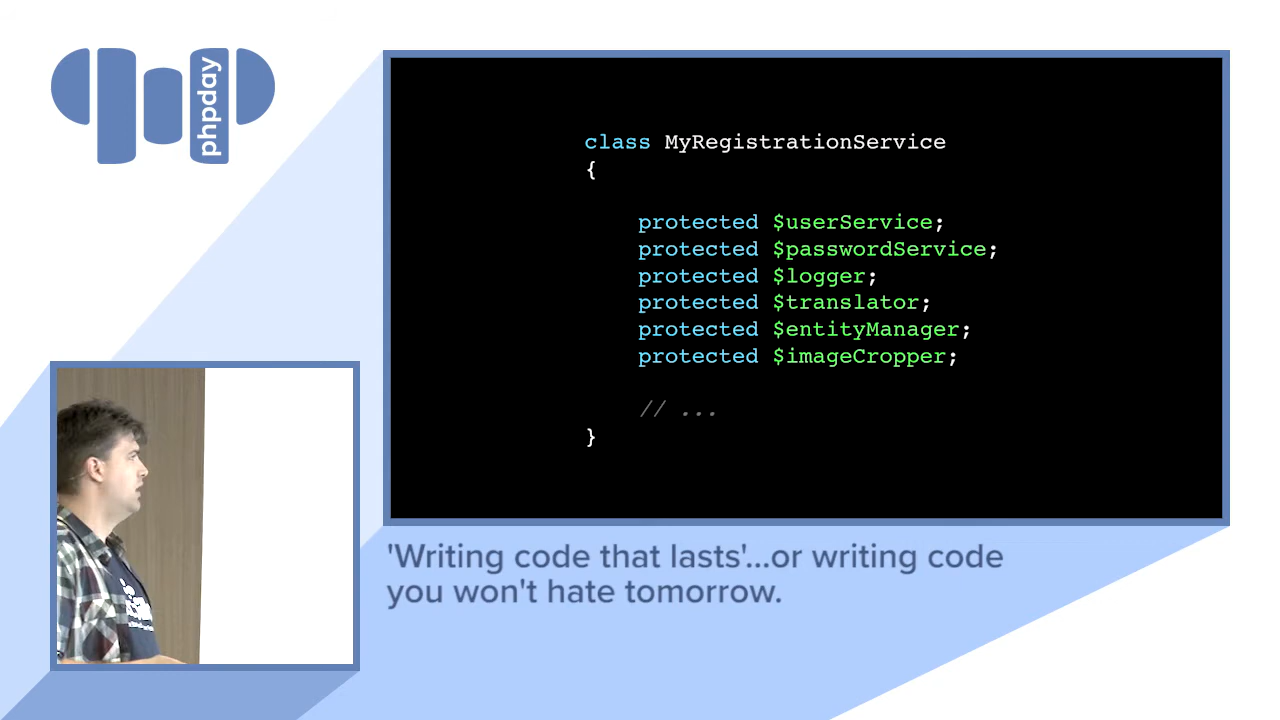 phpday
class MyRegistrationService
{
protected $userService;
protected $passwordService;
protected $logger;
protected $translator;
protected $entityManager;
protected $imageCropper;
// ...
}
'Writing code that lasts'...or writing code
you won't hate tomorrow.